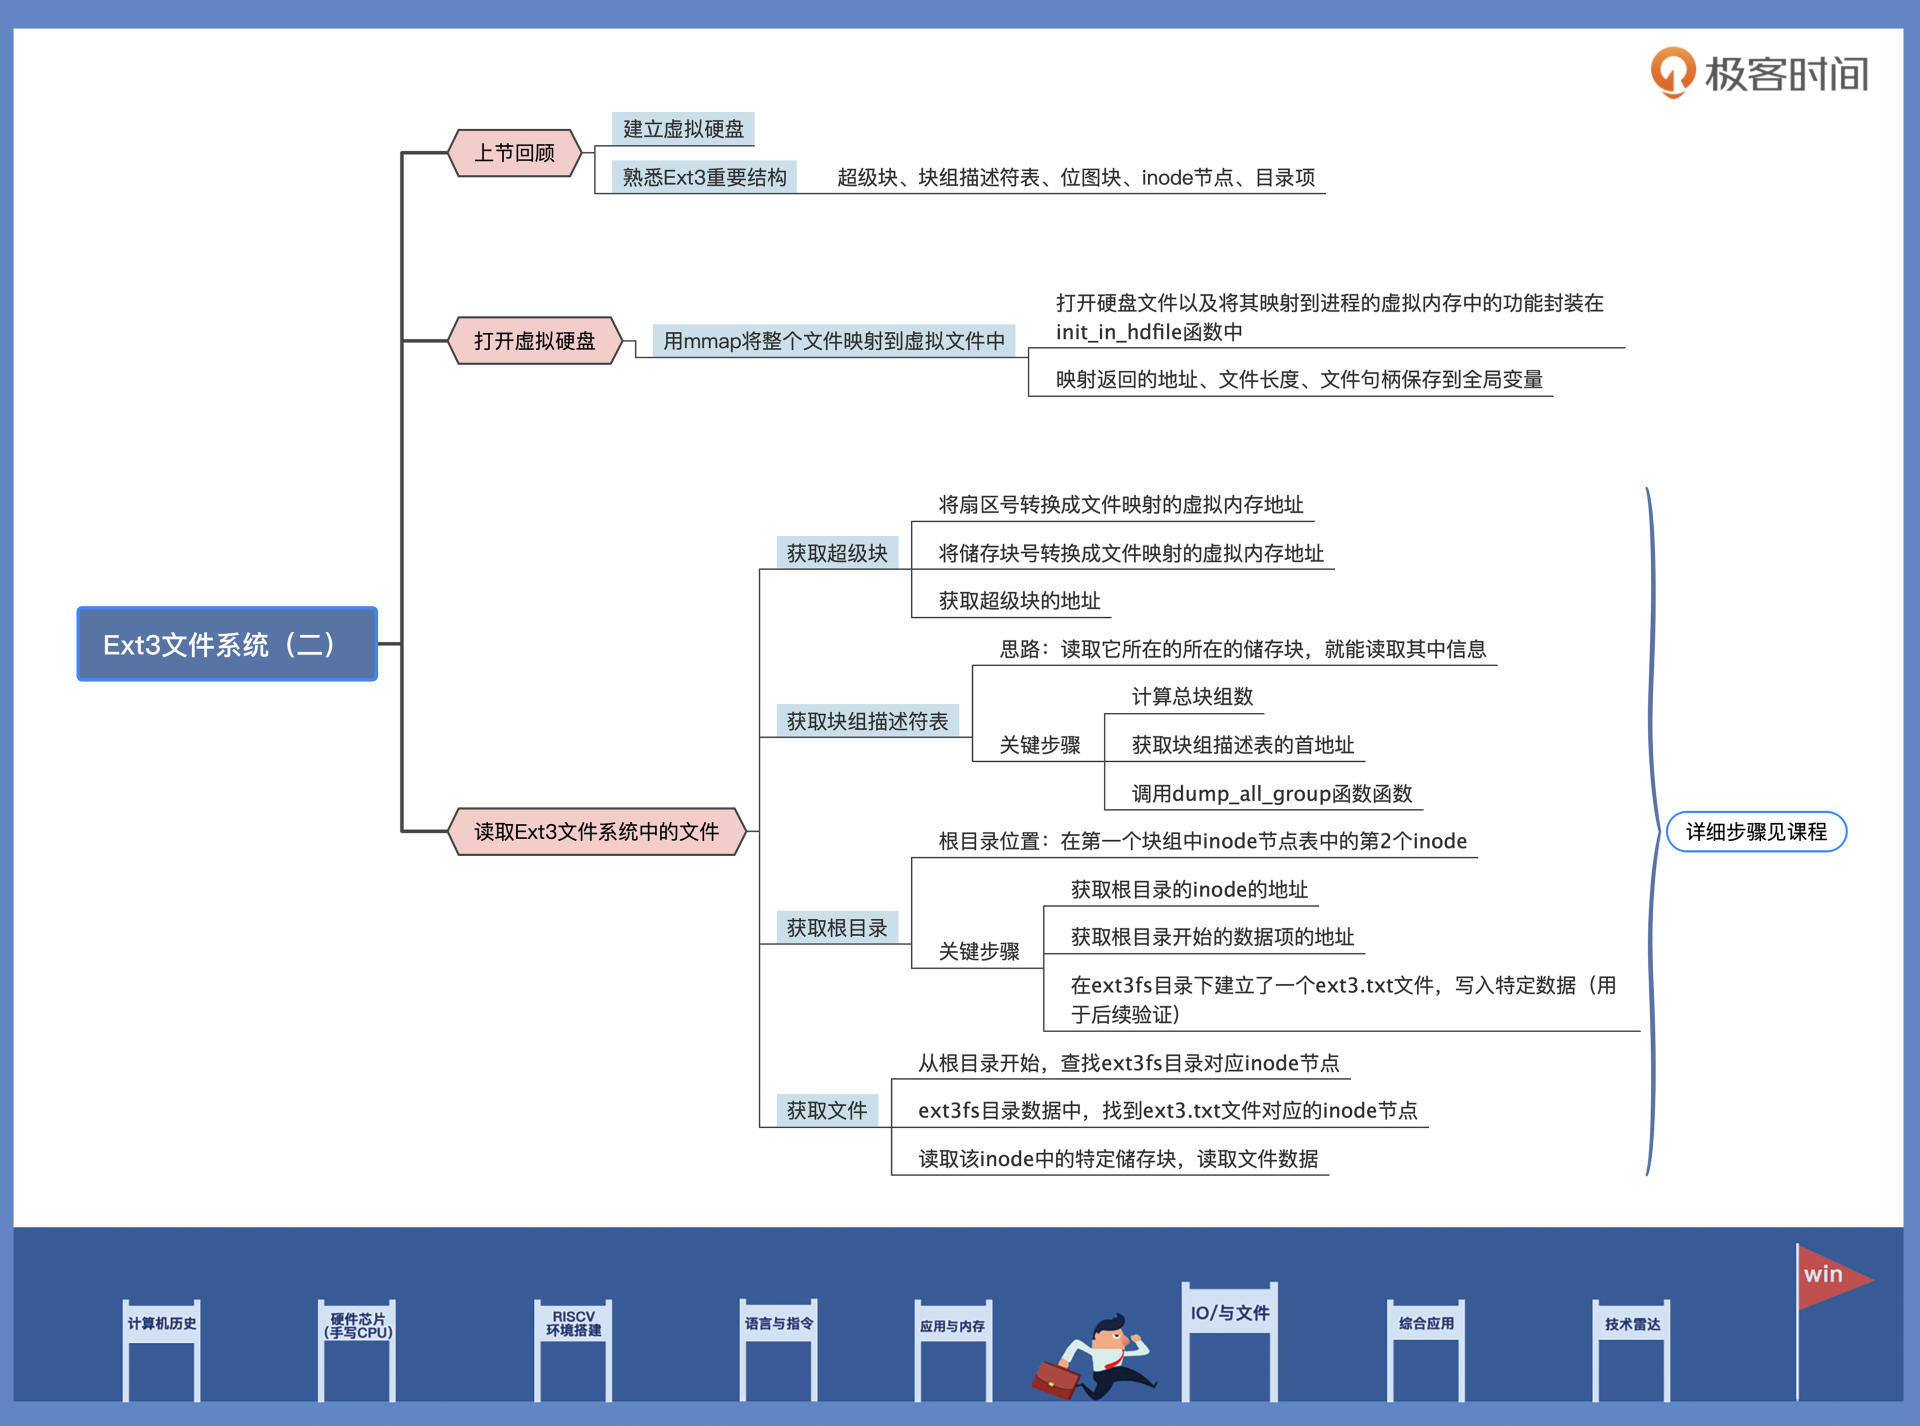 极客时间
Ext3文件系统（二）
上节回顾
建立虚拟硬盘
熟悉Ext3重要结构
超级块、块组描述符表、位图块、inode节点、目录项
打开虚拟硬盘
用mmap将整个文件映射到虚拟文件中
打开硬盘文件以及将其映射到进程的虚拟内存中的功能封装在
init_in_hdfile函数中
映射返回的地址、文件长度、文件句柄保存到全局变量
读取Ext3文件系统中的文件
获取超级块
将扇区号转换成文件映射的虚拟内存地址
将储存块号转换成文件映射的虚拟内存地址
获取超级块的地址
获取块组描述符表
思路：读取它所在的所在的储存块，就能读取其中信息
关键步骤
计算总块组数
获取块组描述表的首地址
调用dump_all_group函数函数
获取根目录
根目录位置：在第一个块组中inode节点表中的第2个inode
关键步骤
获取根目录的inode的地址
获取根目录开始的数据项的地址
在ext3fs目录下建立了一个ext3.txt文件，写入特定数据（用
于后续验证）
获取文件
从根目录开始，查找ext3fs目录对应inode节点
ext3fs目录数据中，找到ext3.txt文件对应的inode节点
读取该inode中的特定储存块，读取文件数据
详细步骤见课程
计算机历史
硬件芯片
(手写CPU)
RISCV
环境搭建
语言与指令
应用与内存
IO/与文件
综合应用
技术雷达
win